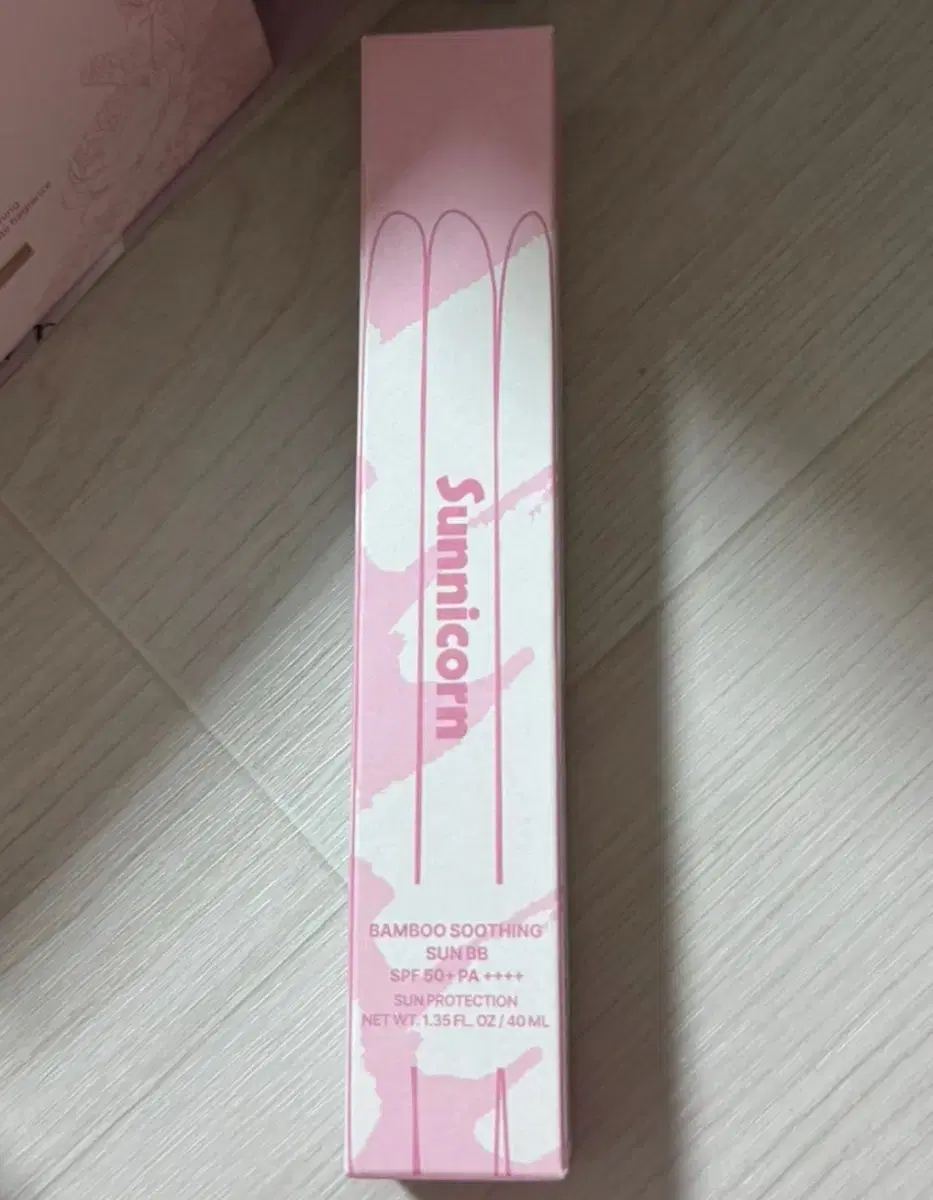 Sunnicorn
BAMBOO SOOTHING
SUN BB
SPF 50+ PA ++++
SUN PROTECTION
NET WT. 1.35 FL. OZ / 40 ML